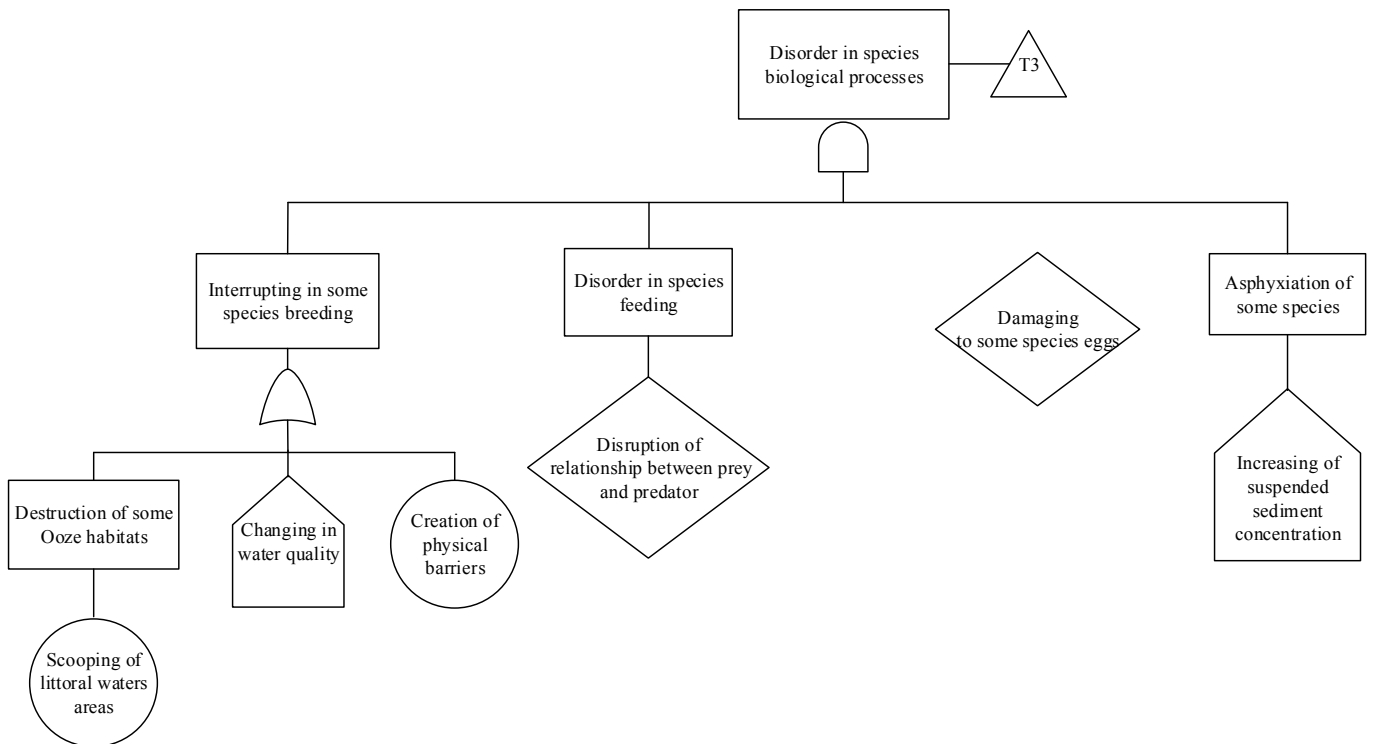 Disorder in species
biological processes
T3
Interrupting in some
species breeding
Disorder in species
feeding
Damaging
to some species eggs
Asphyxiation of
some species
Destruction of some
Ooze habitats
Changing in
water quality
Creation of
physical
barriers
Disruption of
relationship between prey
and predator
Increasing of
suspended
sediment
concentration
Scooping of
littoral waters
areas